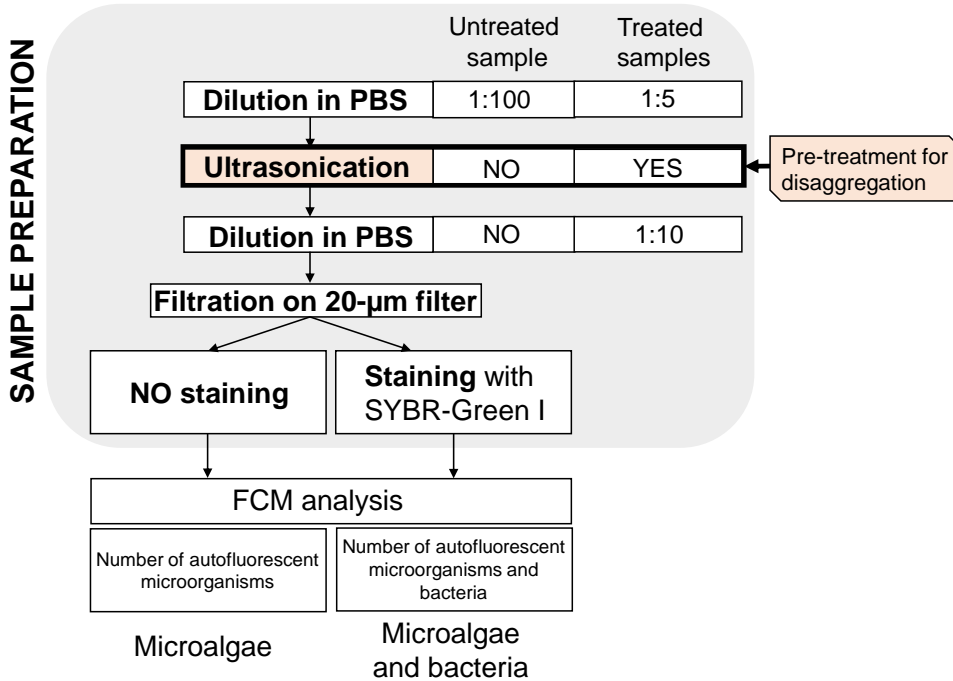 SAMPLE PREPARATION
Untreated sample
Treated samples
Dilution in PBS 1:100 1:5
Ultrasonication NO YES
Pre-treatment for
disaggregation
Dilution in PBS NO 1:10
Filtration on 20-µm filter
NO staining
Staining with
SYBR-Green I
FCM analysis
Number of autofluorescent
microorganisms
Number of autofluorescent
microorganisms and
bacteria
Microalgae
Microalgae
and bacteria